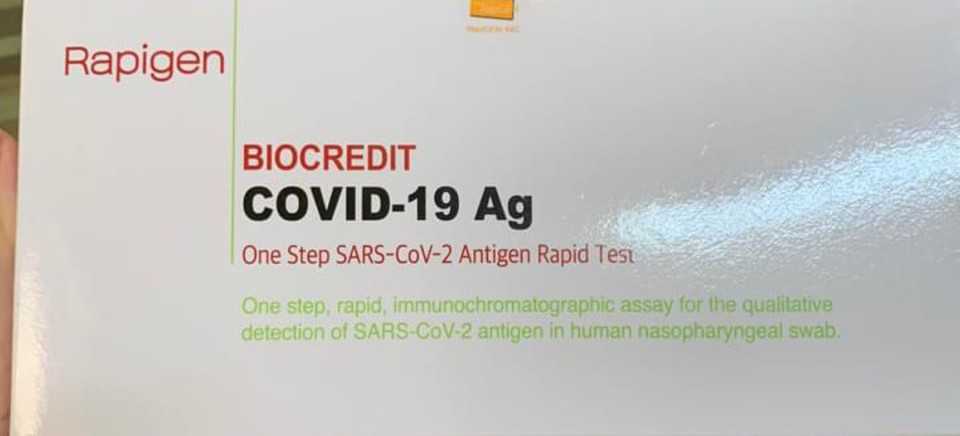 Rapigen
BIOCREDIT
COVID-19 Ag
One Step SARS-CoV-2 Antigen Rapid Test
One step, rapid, immunochromatographic assay for the qualitative
detection of SARS-CoV-2 antigen in human nasopharyngeal swab.